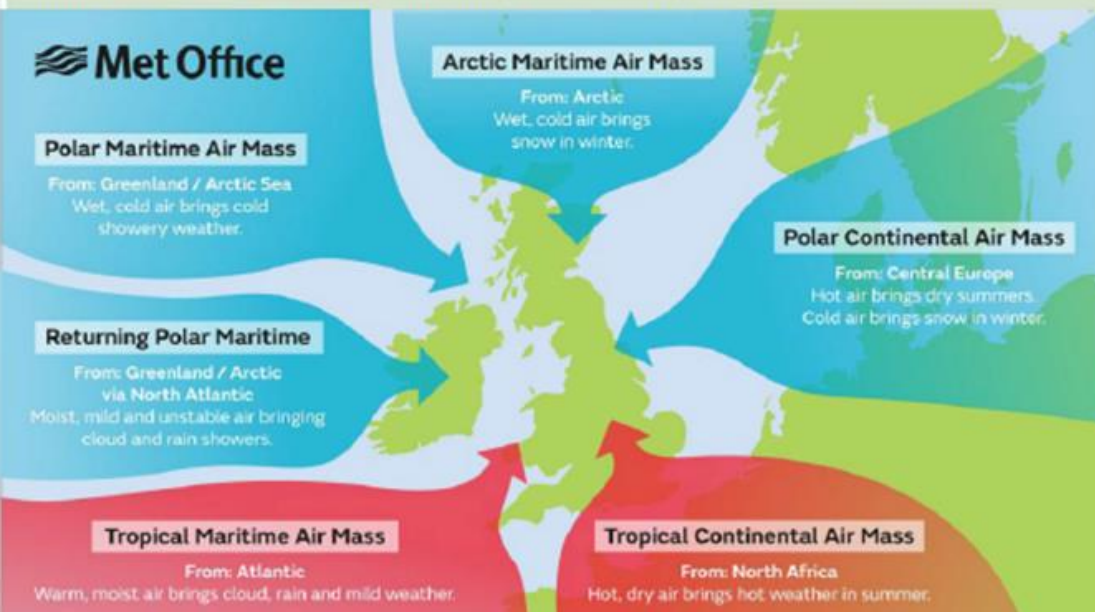 Met Office
Arctic Maritime Air Mass
From: Arctic
Wet, cold air brings
snow in winter.
Polar Maritime Air Mass
From: Greenland / Arctic Sea
Wet, cold air brings cold
showery weather.
Polar Continental Air Mass
From: Central Europe
Hot air brings dry summers.
Cold air brings snow in winter.
Returning Polar Maritime
From: Greenland / Arctic
via North Atlantic
Moist, mild and unstable air bringing
cloud and rain showers.
Tropical Maritime Air Mass
From: Atlantic
Warm, moist air brings cloud, rain and mild weather.
Tropical Continental Air Mass
From: North Africa
Hot, dry air brings hot weather in summer.